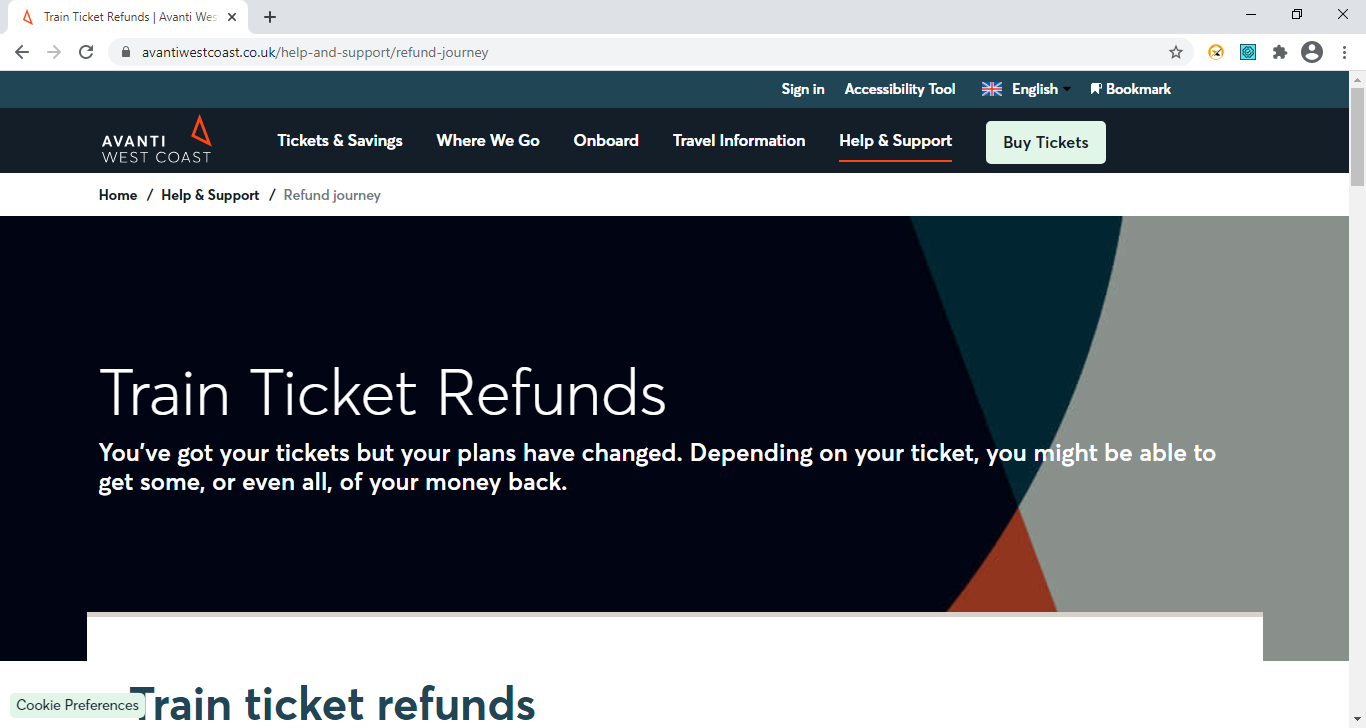 Train Ticket Refunds | Avanti Wes
avantiwestcoast.co.uk/help-and-support/refund-journey
Sign in Accessibility Tool English Bookmark
AVANTI
WEST COAST
Tickets & Savings Where We Go Onboard Travel Information Help & Support Buy Tickets
Home / Help & Support / Refund journey
Train Ticket Refunds
You've got your tickets but your plans have changed. Depending on your ticket, you might be able to
get some, or even all, of your money back.
Train ticket refunds
Cookie Preferences